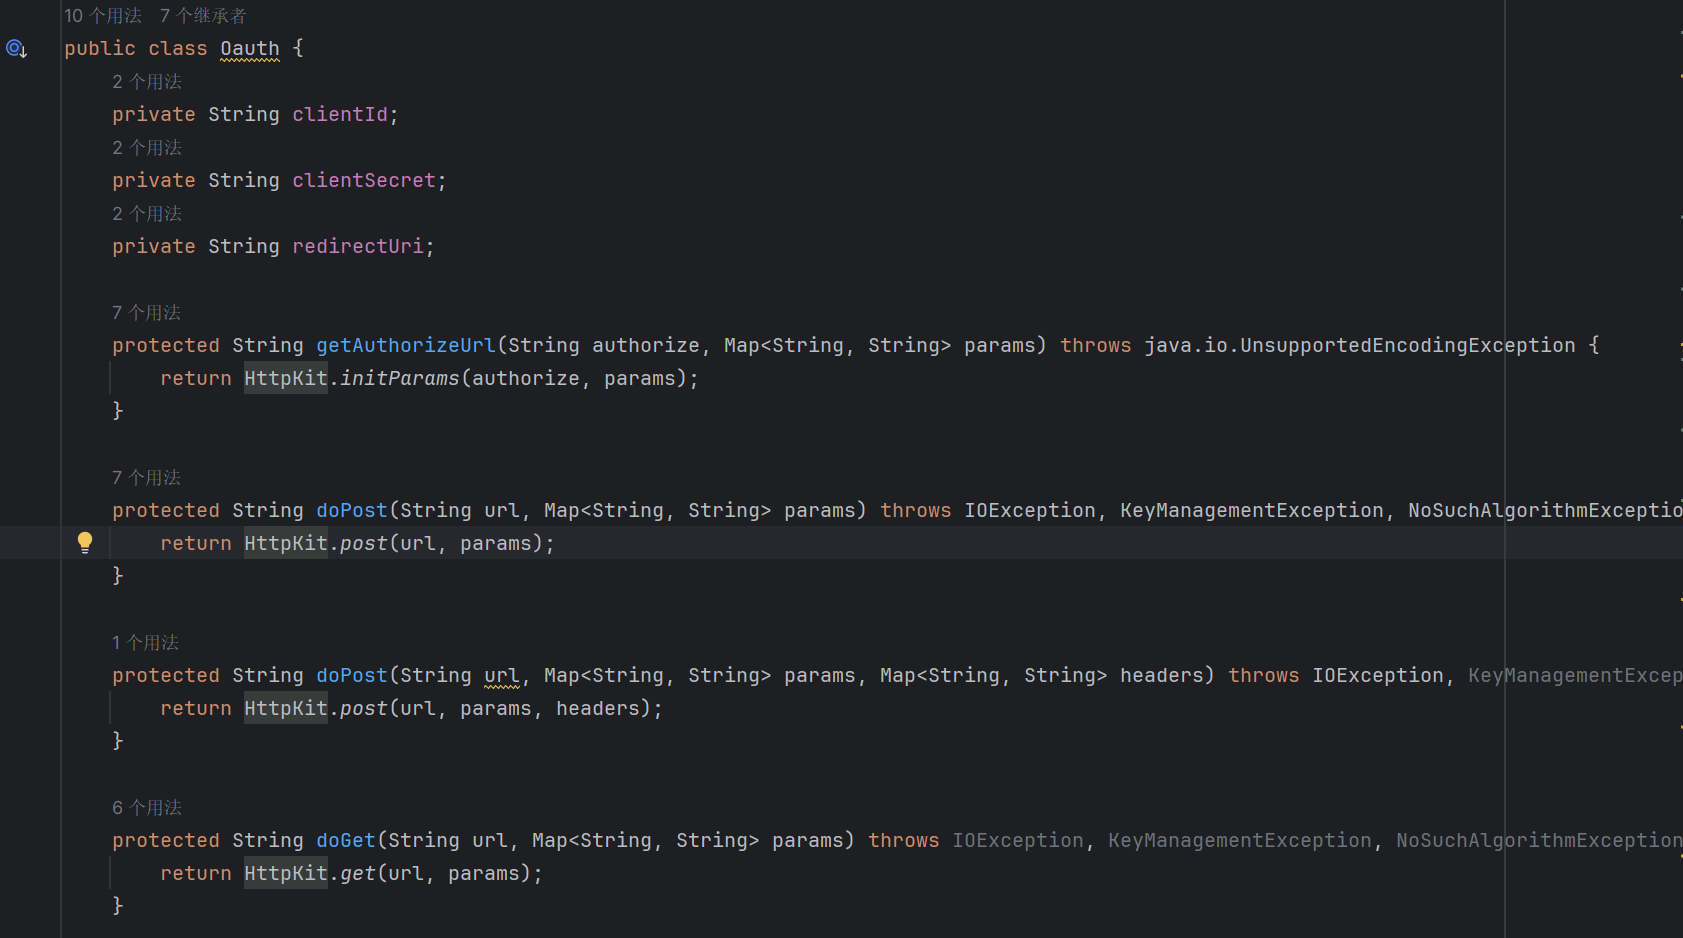 10 个用法 7 个继承者
public class Oauth {
2 个用法
private String clientId;
2 个用法
private String clientSecret;
2 个用法
private String redirectUri;
7 个用法
protected String getAuthorizeUrl(String authorize, Map<String, String> params) throws java.io.UnsupportedEncodingException {
return HttpKit.initParams(authorize, params);
}
7 个用法
protected String doPost(String url, Map<String, String> params) throws IOException, KeyManagementException, NoSuchAlgorithmExceptio
return HttpKit.post(url, params);
}
1 个用法
protected String doPost(String url, Map<String, String> params, Map<String, String> headers) throws IOException, KeyManagementExcep
return HttpKit.post(url, params, headers);
}
6 个用法
protected String doGet(String url, Map<String, String> params) throws IOException, KeyManagementException, NoSuchAlgorithmException
return HttpKit.get(url, params);
}